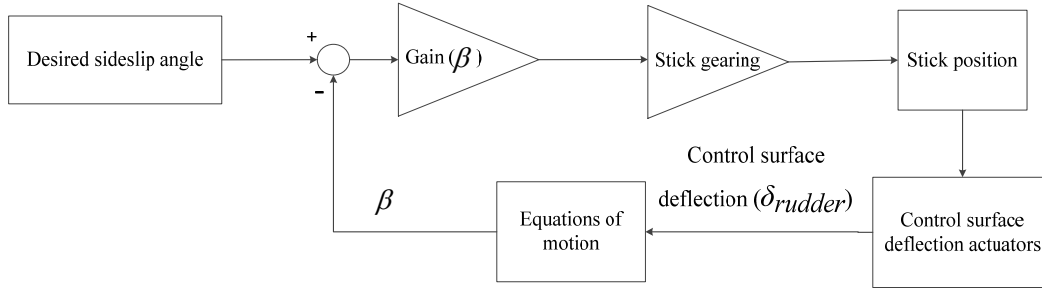 Desired sideslip angle
+
−
Gain (β)
Stick gearing
Stick position
Control surface
deflection (δrudder)
Control surface
deflection actuators
Equations of
motion
β